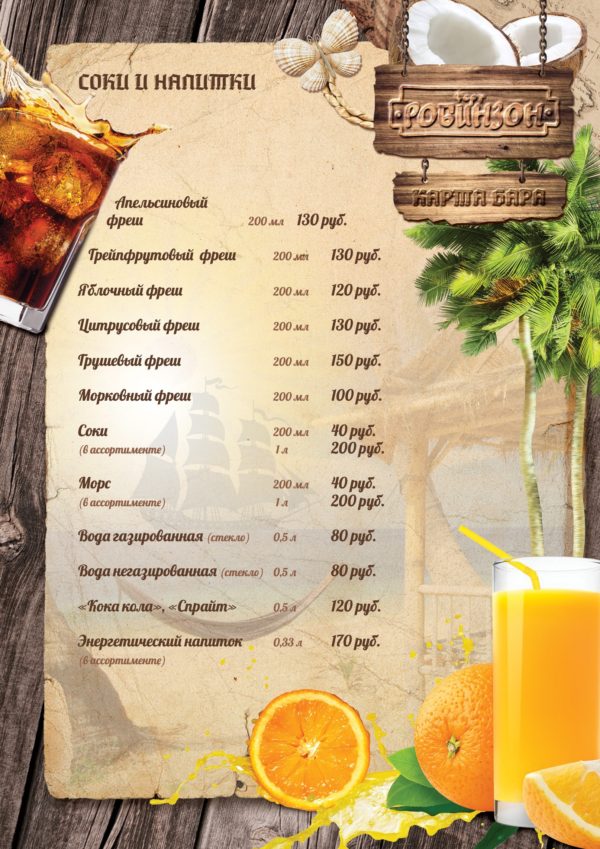 СОКИ И НАПИТКИ
РОБИНЗОН
КАРТА БАРА
Апельсиновый
фреш 200 мл 130 руб.
Грейпфрутовый фреш 200 мл 130 руб.
Яблочный фреш 200 мл 120 руб.
Цитрусовый фреш 200 мл 130 руб.
Грушевый фреш 200 мл 150 руб.
Морковный фреш 200 мл 100 руб.
Соки 200 мл 40 руб.
(в ассортименте) 1 л 200 руб.
Морс 200 мл 40 руб.
(в ассортименте) 1 л 200 руб.
Вода газированная (стекло) 0,5 л 80 руб.
Вода негазированная (стекло) 0,5 л 80 руб.
«Кока кола», «Спрайт» 0,5 л 120 руб.
Энергетический напиток 0,33 л 170 руб.
(в ассортименте)